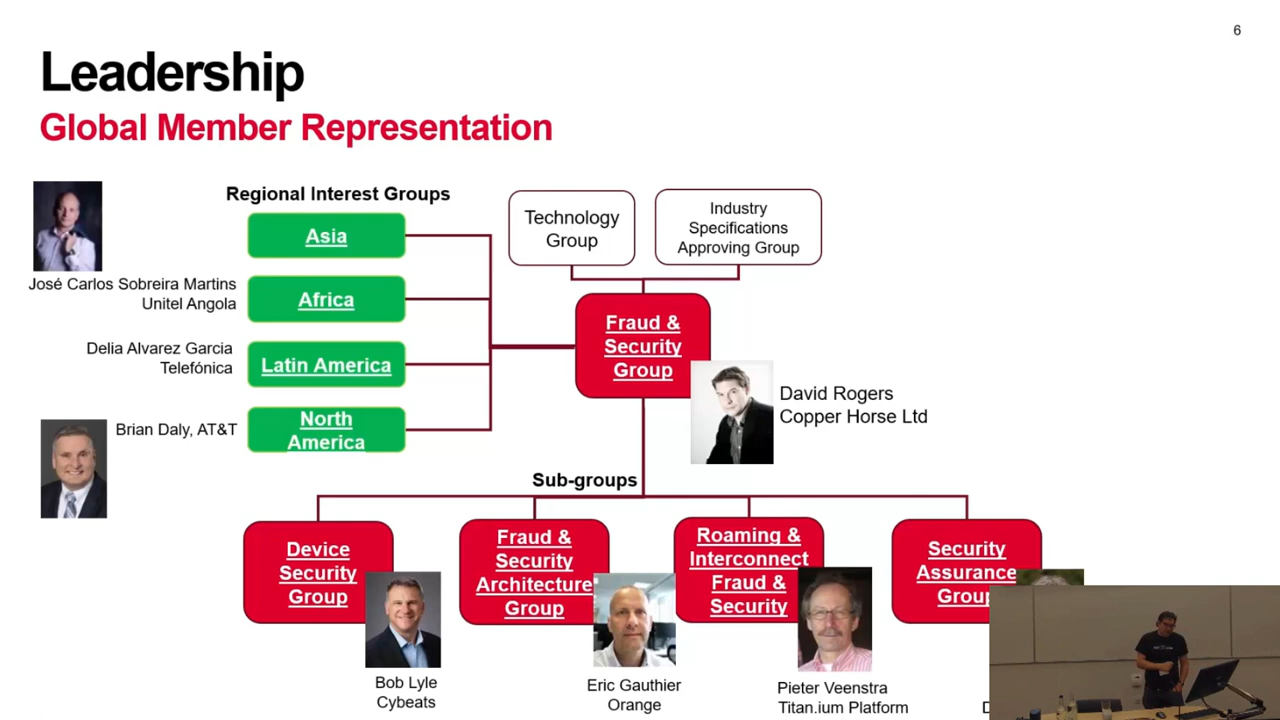 6
Leadership
Global Member Representation
Regional Interest Groups
Asia
Africa
Latin America
North
America
José Carlos Sobreira Martins
Unitel Angola
Delia Alvarez Garcia
Telefónica
Brian Daly, AT&T
Technology
Group
Industry
Specifications
Approving Group
Fraud &
Security
Group
David Rogers
Copper Horse Ltd
Sub-groups
Device
Security
Group
Fraud &
Security
Architecture
Group
Roaming &
Interconnect
Fraud &
Security
Security
Assurance
Group
Bob Lyle
Cybeats
Eric Gauthier
Orange
Pieter Veenstra
Titan.ium Platform